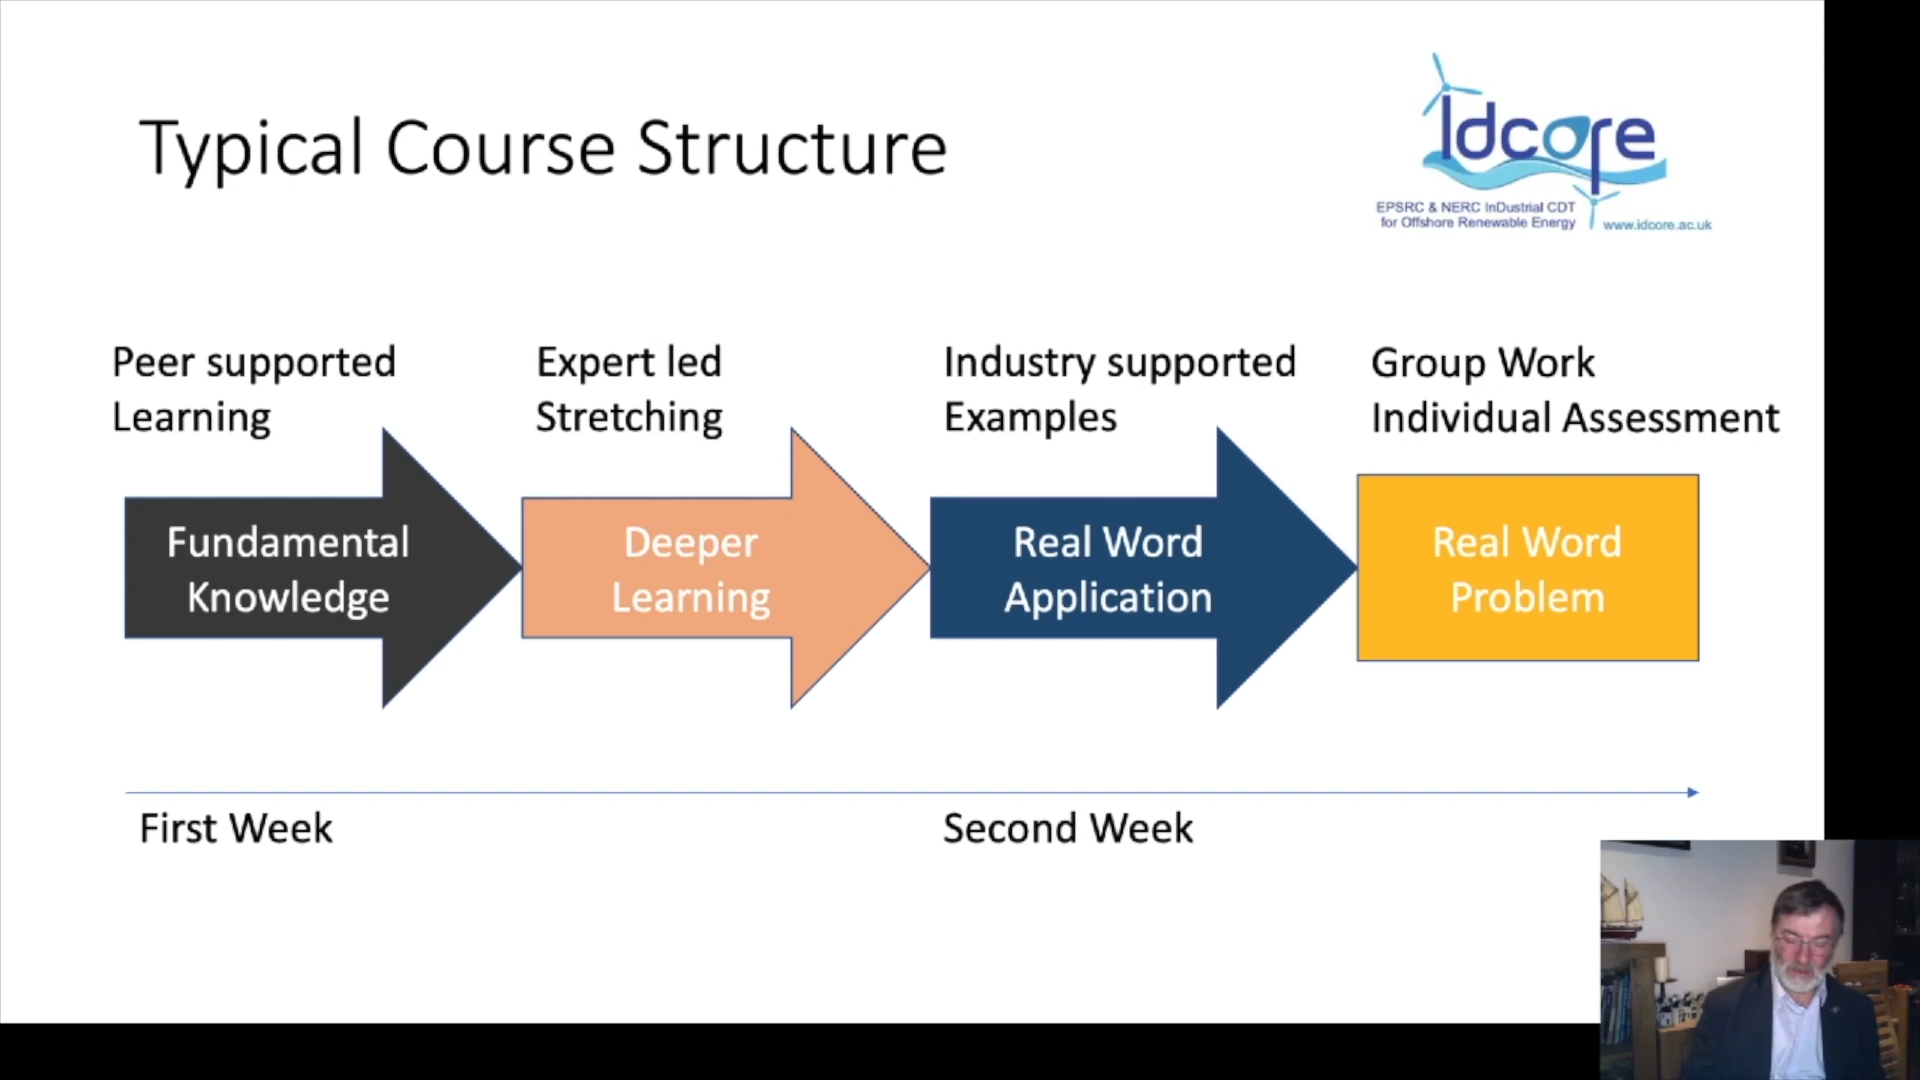 Typical Course Structure
Idcore
EPSRC & NERC InDustrial CDT
for Offshore Renewable Energy
www.idcore.ac.uk
Peer supported
Learning
Expert led
Stretching
Industry supported
Examples
Group Work
Individual Assessment
Fundamental
Knowledge
Deeper
Learning
Real Word
Application
Real Word
Problem
First Week
Second Week